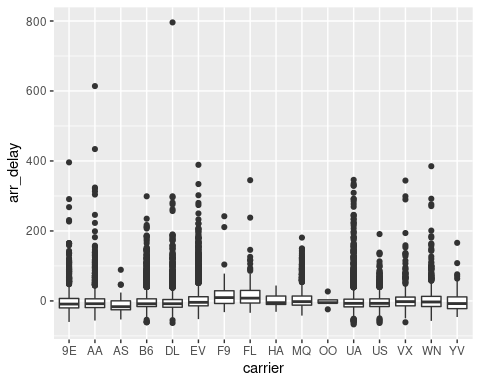 800
600
400
200
0
arr_delay
9E AA AS B6 DL EV F9 FL HA MQ OO UA US VX WN YV
carrier